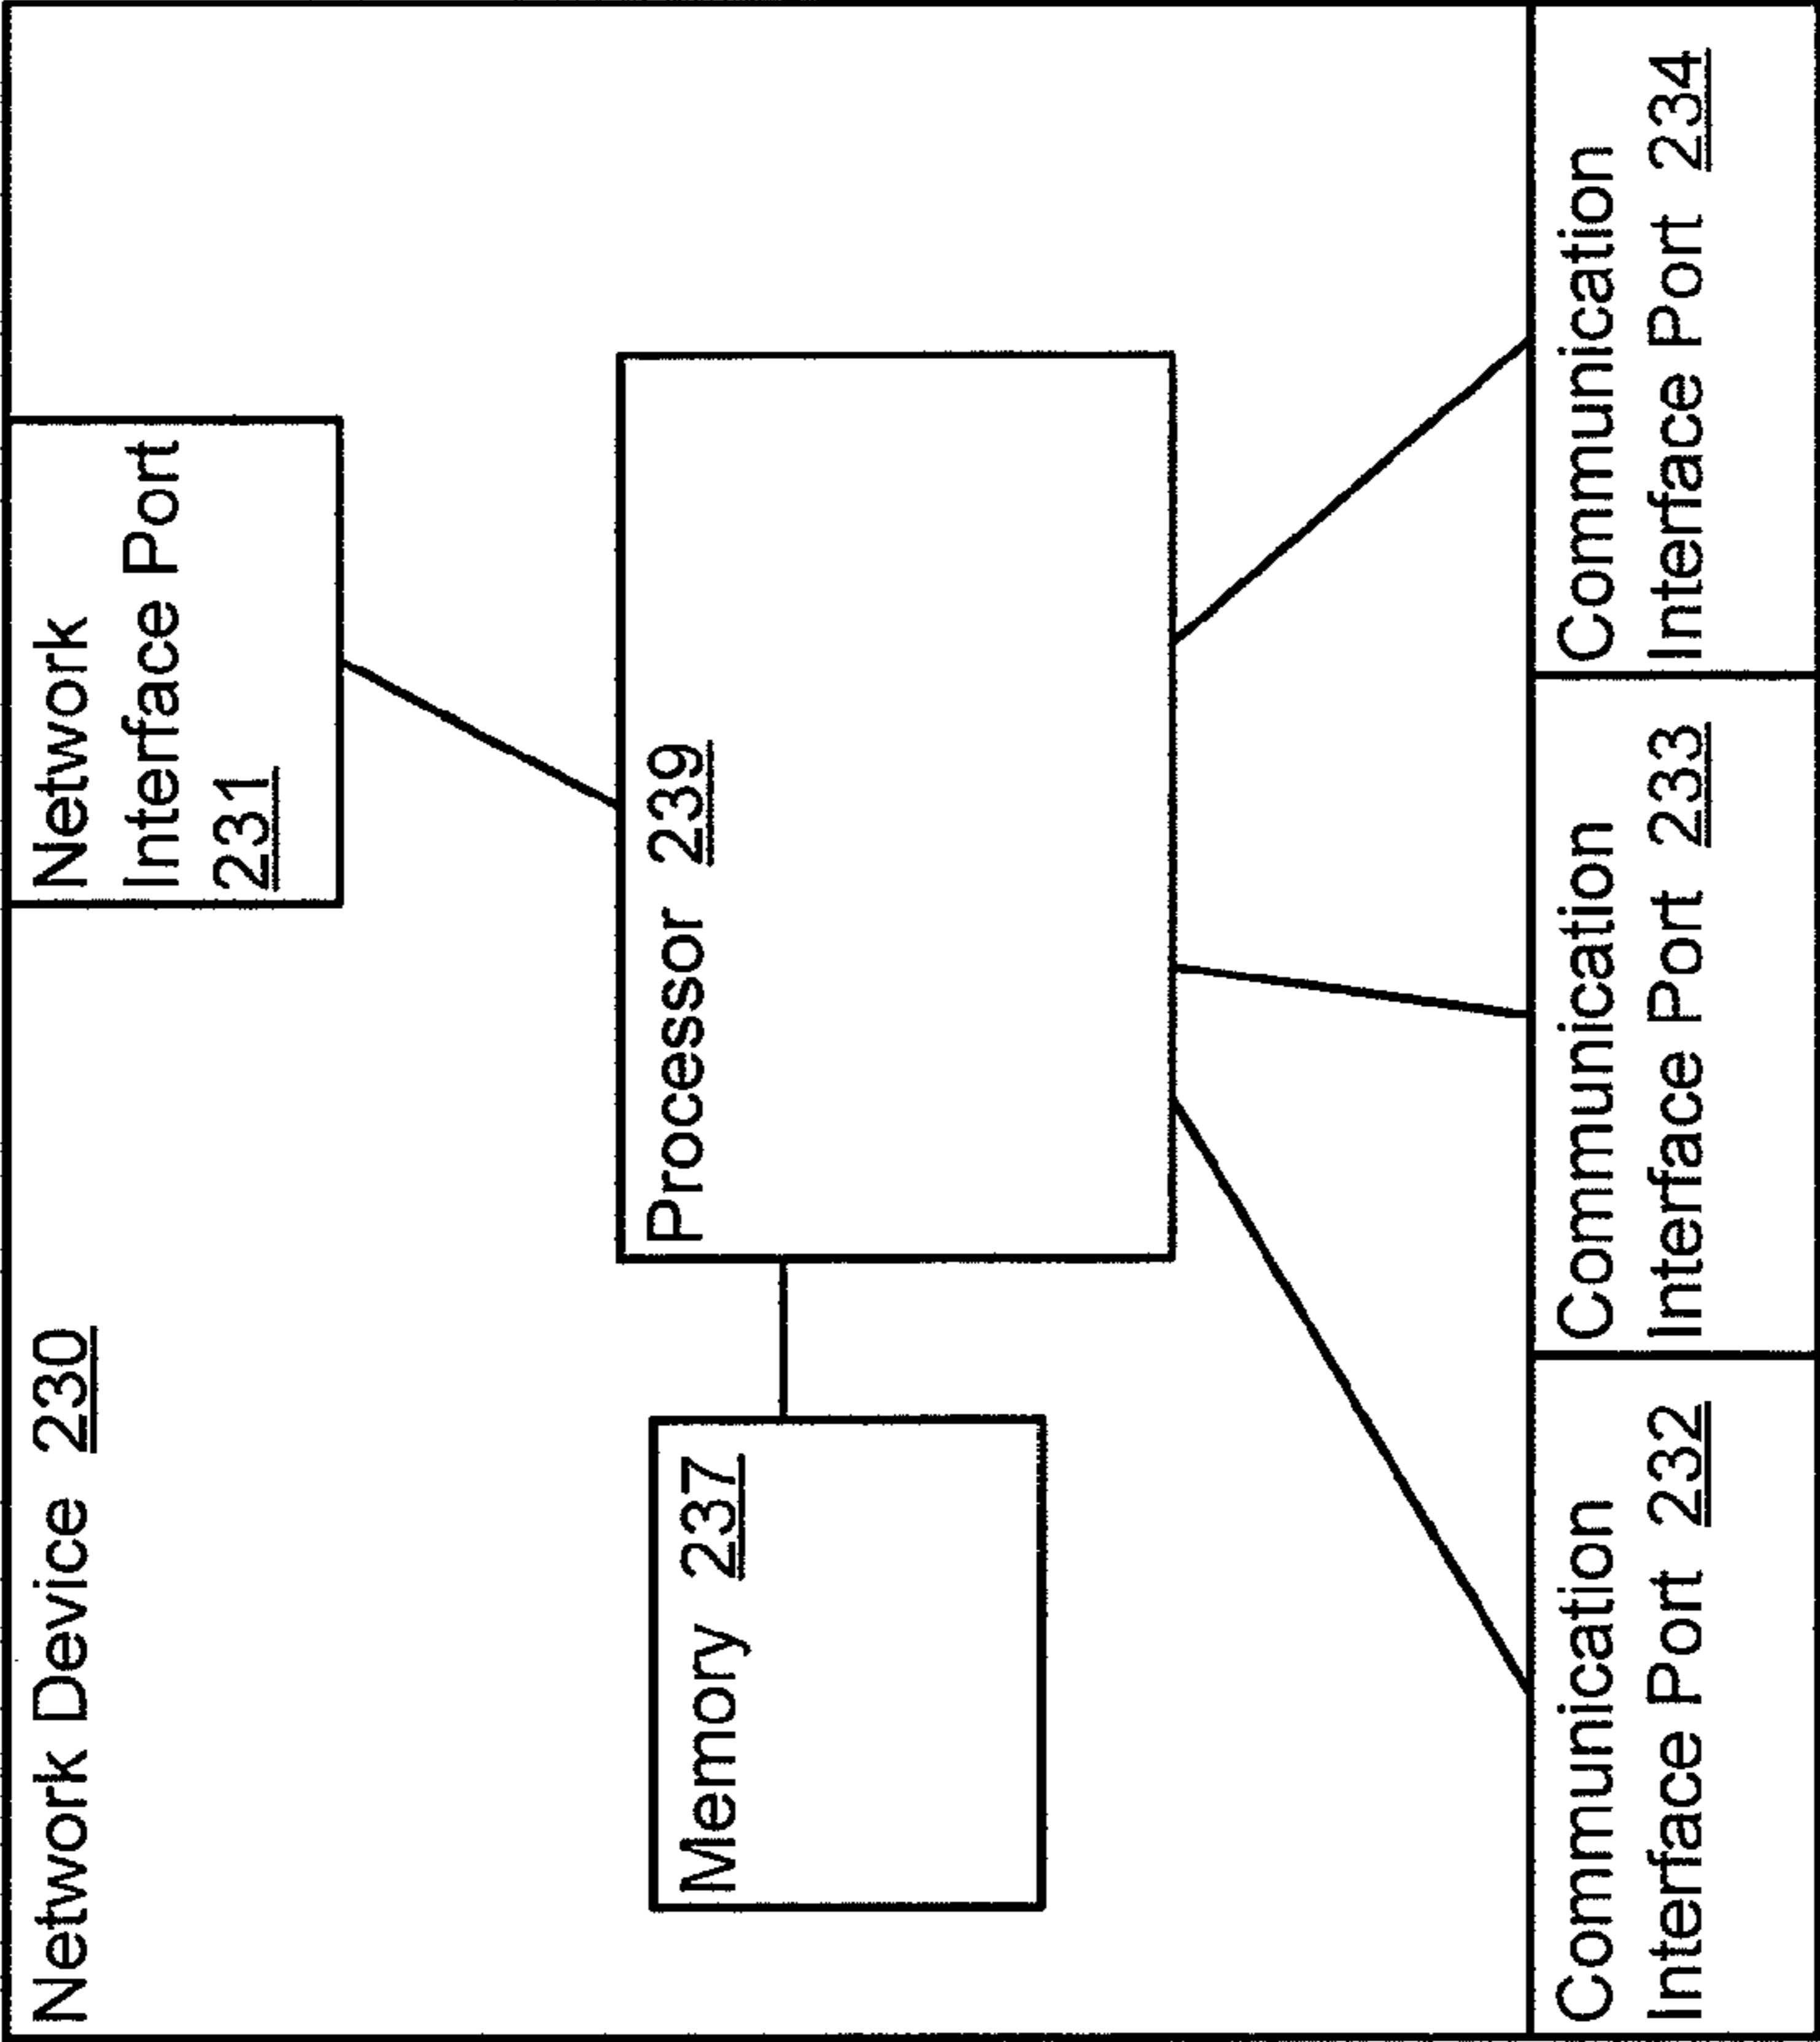 Network Device 230
Network
Interface Port
231
Memory 237
Processor 239
Communication
Interface Port 232
Communication
Interface Port 233
Communication
Interface Port 234